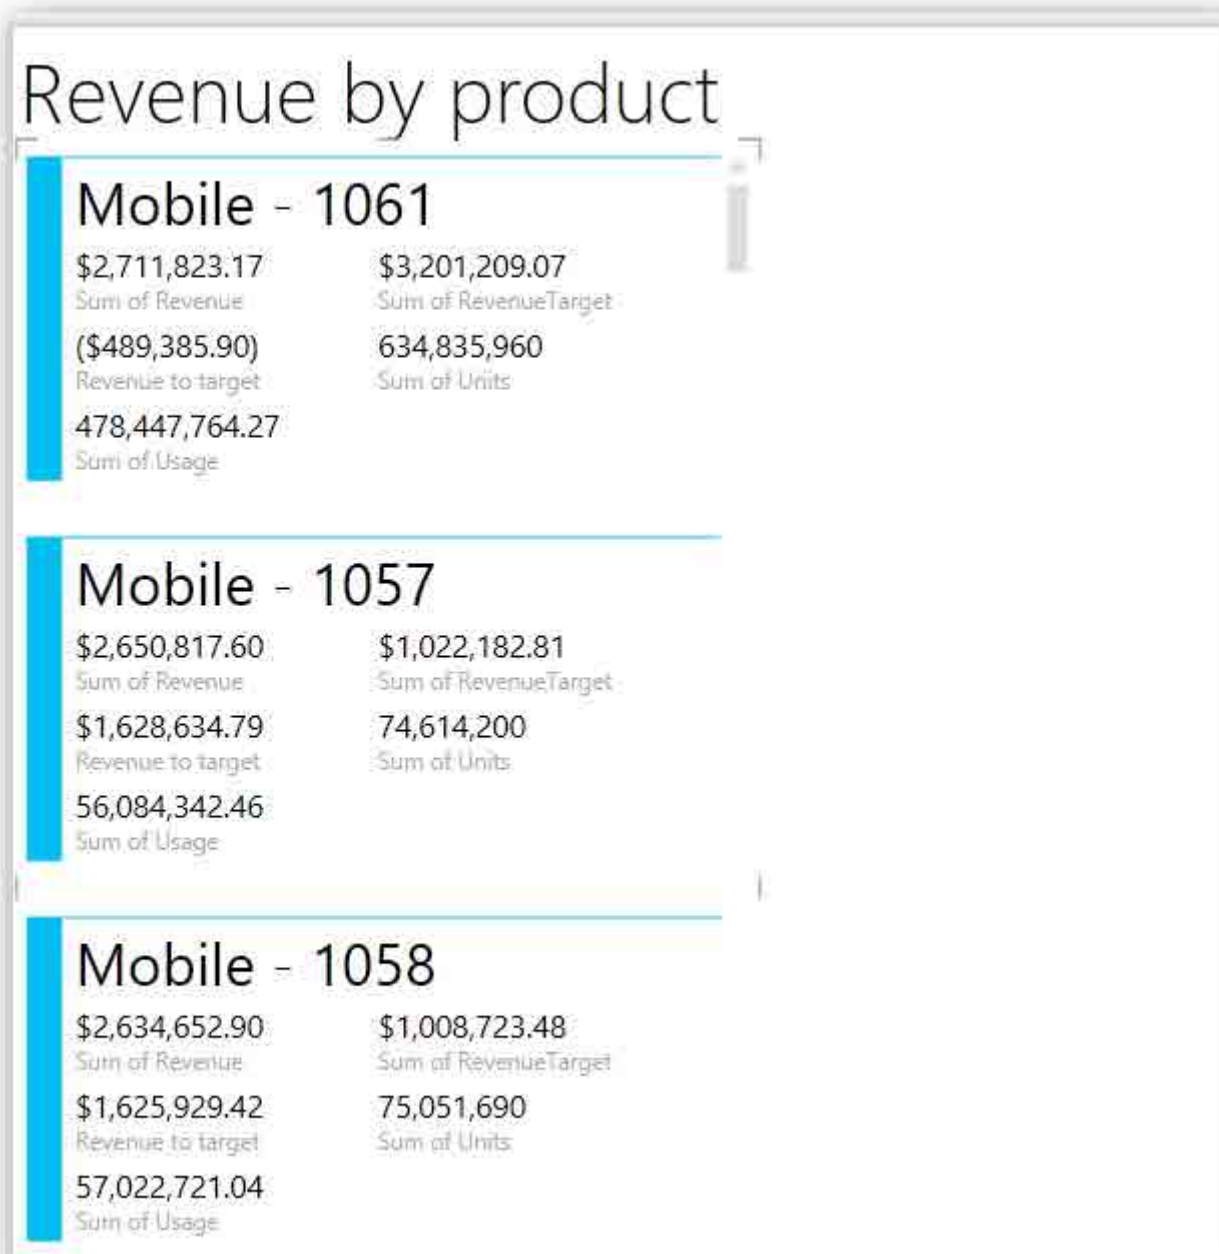 Revenue by product
Mobile - 1061
$2,711,823.17 $3,201,209.07
Sum of Revenue Sum of RevenueTarget
($489,385.90) 634,835,960
Revenue to target Sum of Units
478,447,764.27
Sum of Usage
Mobile - 1057
$2,650,817.60 $1,022,182.81
Sum of Revenue Sum of RevenueTarget
$1,628,634.79 74,614,200
Revenue to target Sum of Units
56,084,342.46
Sum of Usage
Mobile - 1058
$2,634,652.90 $1,008,723.48
Sum of Revenue Sum of RevenueTarget
$1,625,929.42 75,051,690
Revenue to target Sum of Units
57,022,721.04
Sum of Usage